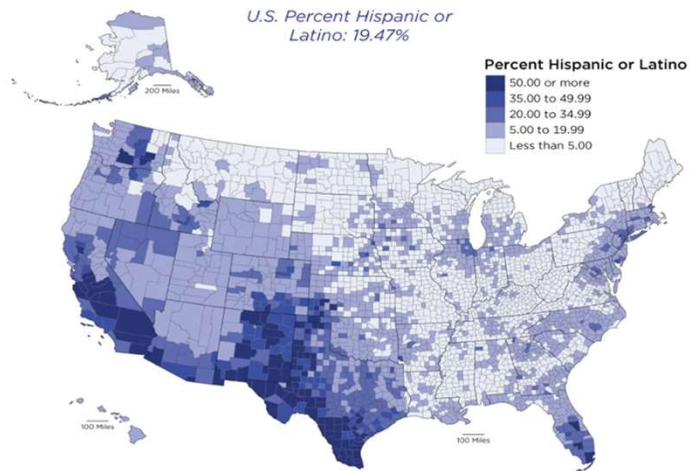 U.S. Percent Hispanic or
Latino: 19.47%
Percent Hispanic or Latino
50.00 or more
35.00 to 49.99
20.00 to 34.99
5.00 to 19.99
Less than 5.00
200 Miles
100 Miles
100 Miles